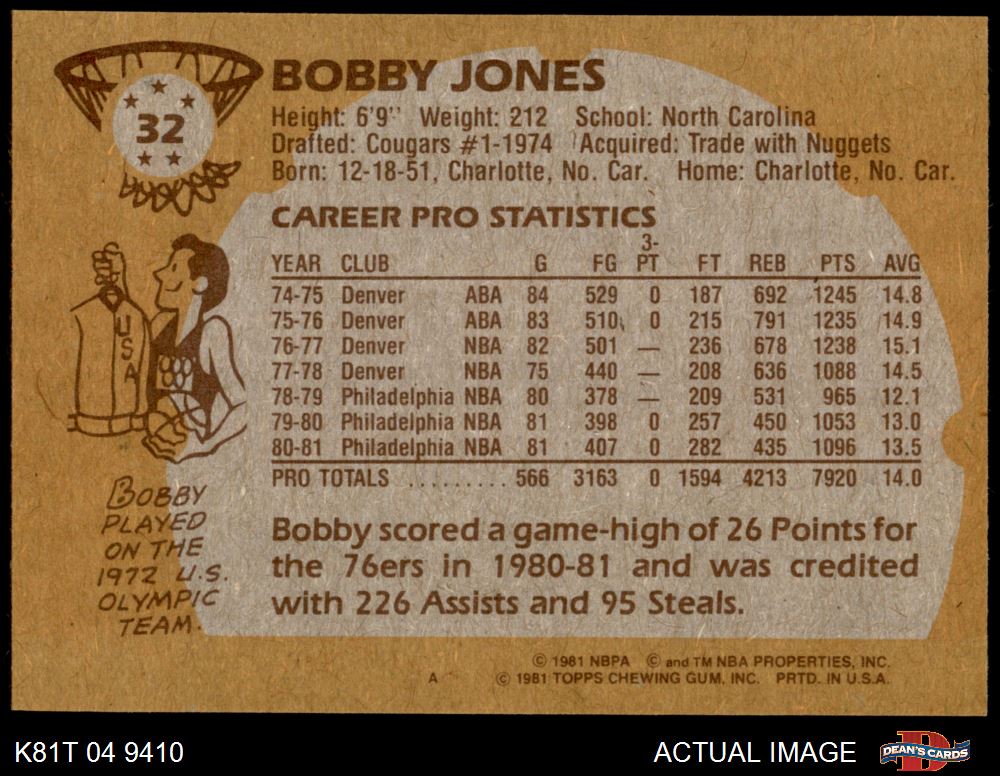 32
BOBBY JONES
Height: 6'9" Weight: 212 School: North Carolina
Drafted: Cougars #1-1974 Acquired: Trade with Nuggets
Born: 12-18-51, Charlotte, No. Car. Home: Charlotte, No. Car.
CAREER PRO STATISTICS
YEAR CLUB G FG 3-PT FT REB PTS AVG
74-75 Denver ABA 84 529 0 187 692 1245 14.8
75-76 Denver ABA 83 510 0 215 791 1235 14.9
76-77 Denver NBA 82 501 — 236 678 1238 15.1
77-78 Denver NBA 75 440 — 208 636 1088 14.5
78-79 Philadelphia NBA 80 378 — 209 531 965 12.1
79-80 Philadelphia NBA 81 398 0 257 450 1053 13.0
80-81 Philadelphia NBA 81 407 0 282 435 1096 13.5
PRO TOTALS ......... 566 3163 0 1594 4213 7920 14.0
USA
BOBBY
PLAYED
ON THE
1972 U.S.
OLYMPIC
TEAM.
Bobby scored a game-high of 26 Points for
the 76ers in 1980-81 and was credited
with 226 Assists and 95 Steals.
© 1981 NBPA © and TM NBA PROPERTIES, INC.
A © 1981 TOPPS CHEWING GUM, INC. PRTD. IN U.S.A.
K81T 04 9410 ACTUAL IMAGE DEAN'S CARDS